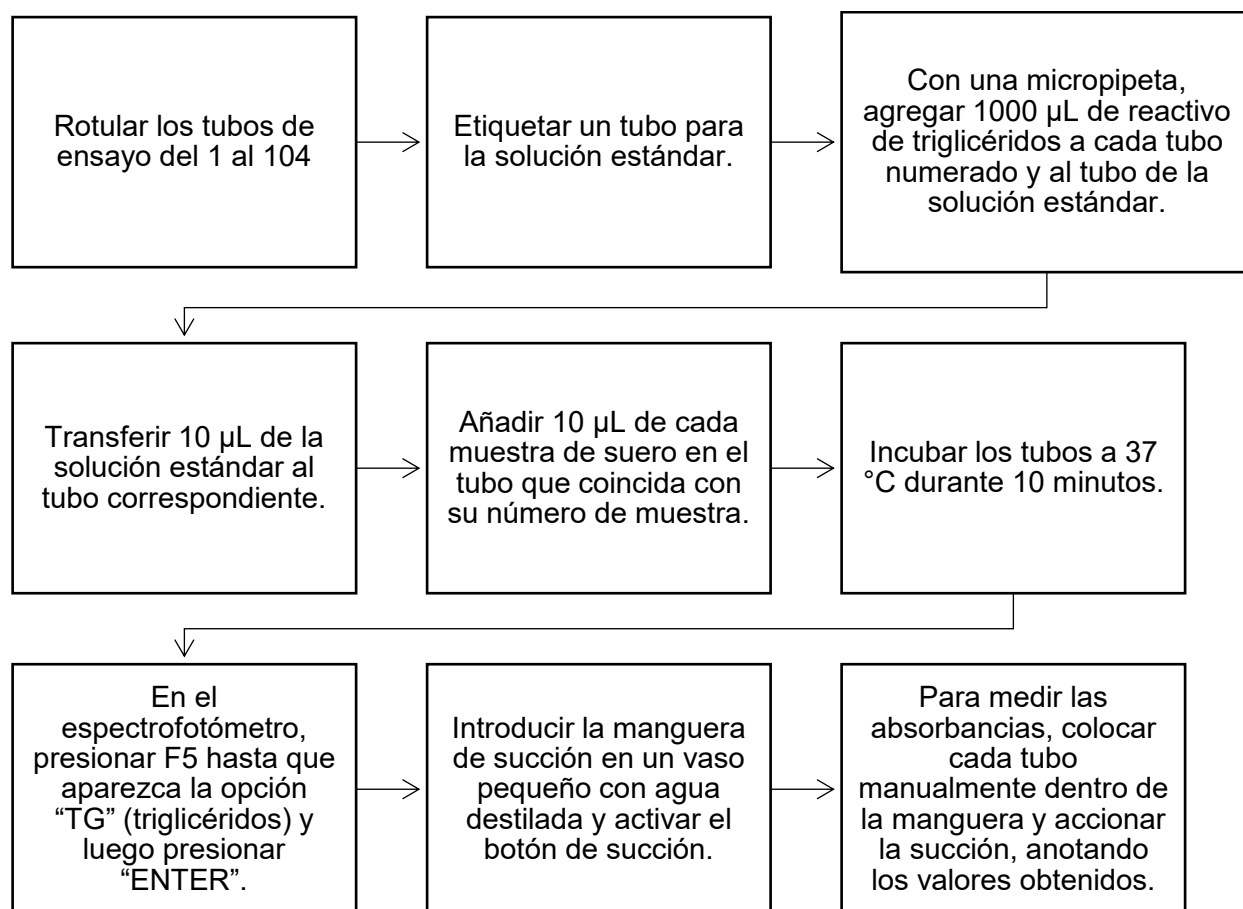 Rotular los tubos de
ensayo del 1 al 104
Etiquetar un tubo para
la solución estándar.
Con una micropipeta,
agregar 1000 µL de reactivo
de triglicéridos a cada tubo
numerado y al tubo de la
solución estándar.
Transferir 10 µL de la
solución estándar al
tubo correspondiente.
Añadir 10 µL de cada
muestra de suero en el
tubo que coincida con
su número de muestra.
Incubar los tubos a 37
°C durante 10 minutos.
En el
espectrofotómetro,
presionar F5 hasta que
aparezca la opción
“TG” (triglicéridos) y
luego presionar
“ENTER”.
Introducir la manguera
de succión en un vaso
pequeño con agua
destilada y activar el
botón de succión.
Para medir las
absorbancias, colocar
cada tubo
manualmente dentro de
la manguera y accionar
la succión, anotando
los valores obtenidos.